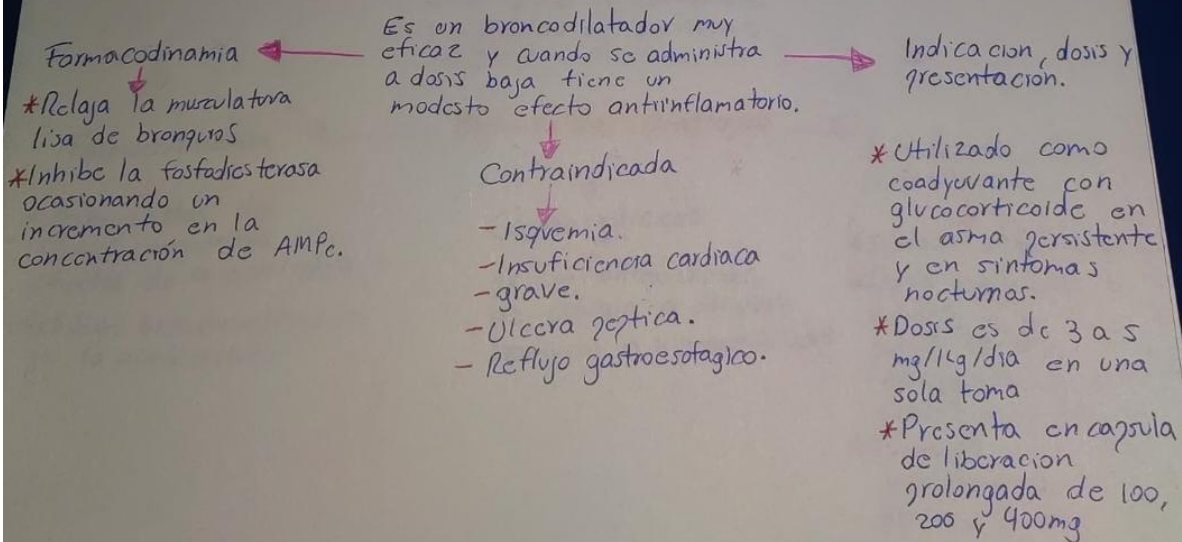 Es un broncodilatador muy
eficaz y cuando se administra
a dosis baja tiene un
modesto efecto antiinflamatorio.
Farmacodinamia
*Relaja la musculatura
lisa de bronquios
*Inhibe la fosfadiesterasa
ocasionando un
incremento en la
concentración de AMPc.
Contraindicada
- Isquemia.
- Insuficiencia cardiaca
- grave.
- Ulcera peptica.
- Reflujo gastroesofagico.
Indicacion, dosis y
presentación.
* Utilizado como
coadyuvante con
glucocorticoide en
el asma persistente
y en sintomas
nocturnas.
* Dosis es de 3 a 5
mg/kg/dia en una
sola toma
* Presenta en capsula
de liberacion
prolongada de 100,
200 y 400mg